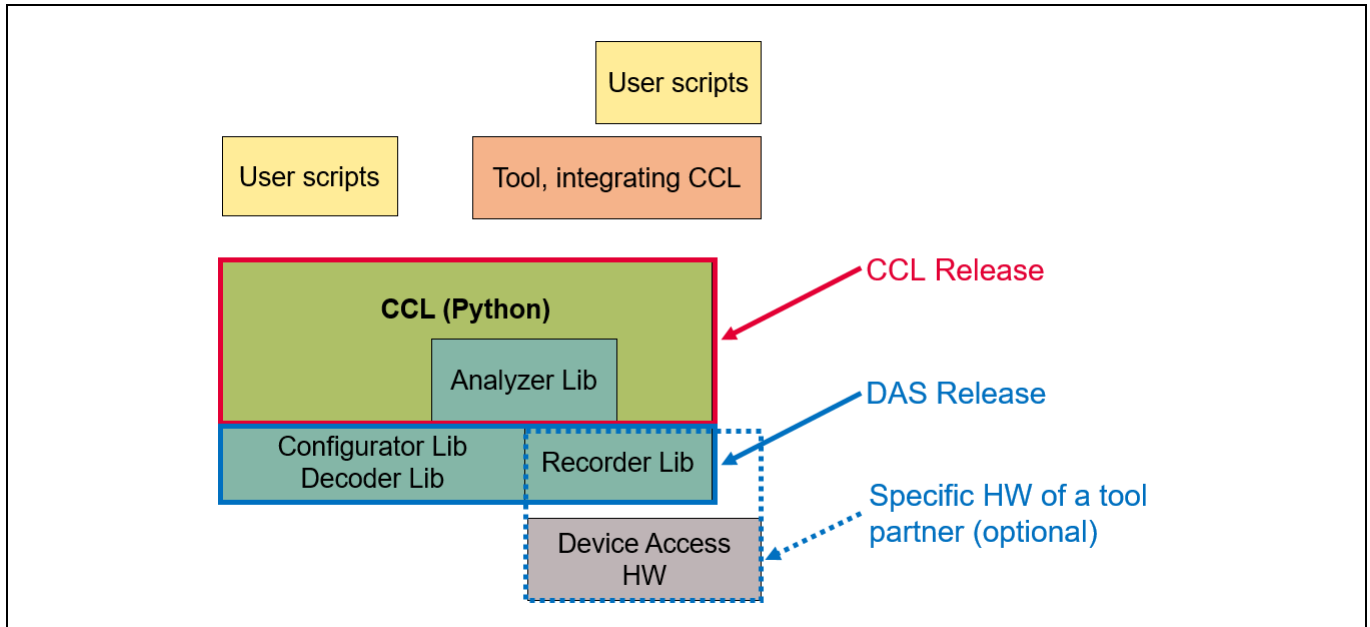 User scripts
User scripts
Tool, integrating CCL
CCL Release
CCL (Python)
Analyzer Lib
DAS Release
Configurator Lib
Decoder Lib
Recorder Lib
Specific HW of a tool
partner (optional)
Device Access
HW